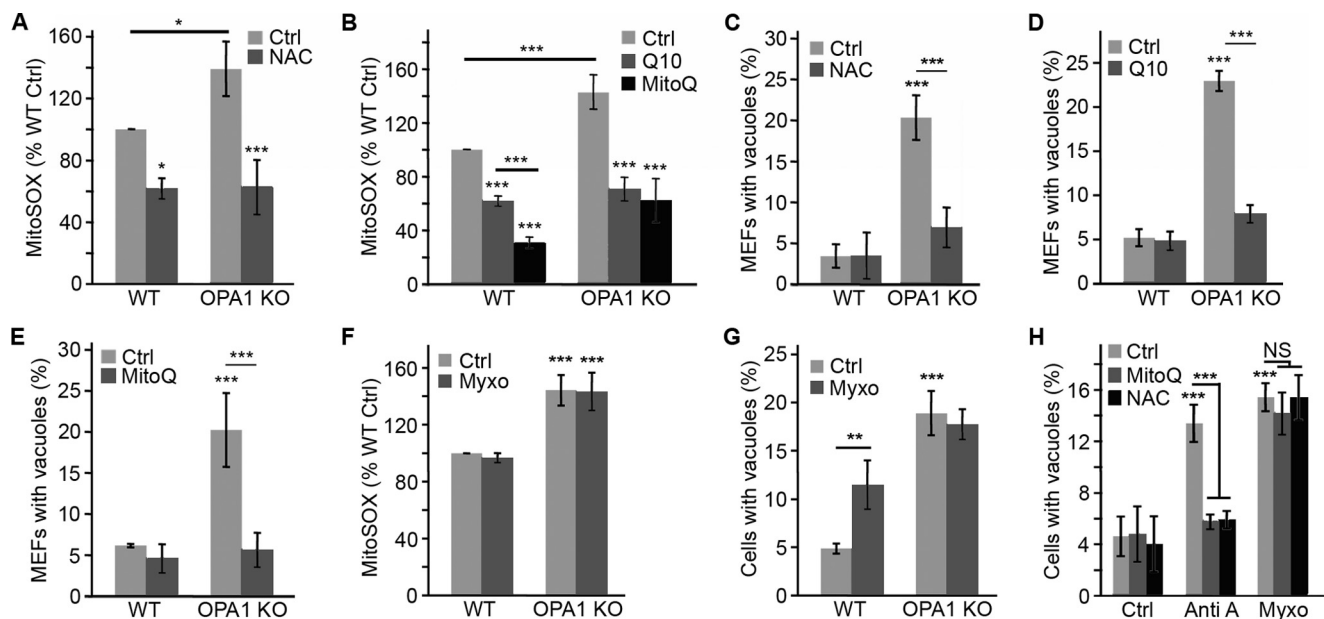 A
MitoSOX (% WT Ctrl)
160
120
80
40
0
*
Ctrl
NAC
*
***
WT
OPA1 KO
B
MitoSOX (% WT Ctrl)
160
120
80
40
0
***
Ctrl
Q10
MitoQ
***
***
***
***
***
WT
OPA1 KO
C
MEFs with vacuoles (%)
30
25
20
15
10
5
0
Ctrl
NAC
***
***
WT
OPA1 KO
D
MEFs with vacuoles (%)
25
20
15
10
5
0
Ctrl
Q10
***
***
WT
OPA1 KO
E
MEFs with vacuoles (%)
30
25
20
15
10
5
0
Ctrl
MitoQ
***
***
WT
OPA1 KO
F
MitoSOX (% WT Ctrl)
160
120
80
40
0
Ctrl
Myxo
***
***
WT
OPA1 KO
G
Cells with vacuoles (%)
25
20
15
10
5
0
Ctrl
Myxo
**
***
WT
OPA1 KO
H
Cells with vacuoles (%)
16
12
8
4
0
Ctrl
MitoQ
NAC
***
***
NS
***
Ctrl
Anti A
Myxo